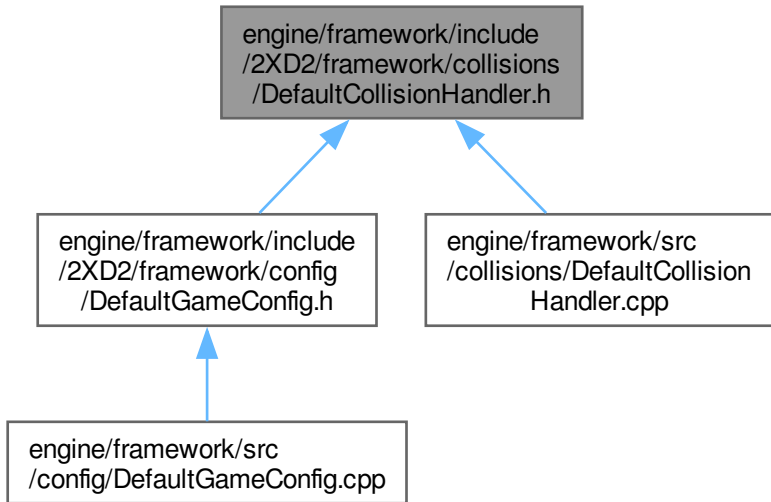 engine/framework/include
/2XD2/framework/collisions
/DefaultCollisionHandler.h
engine/framework/include
/2XD2/framework/config
/DefaultGameConfig.h
engine/framework/src
/collisions/DefaultCollision
Handler.cpp
engine/framework/src
/config/DefaultGameConfig.cpp